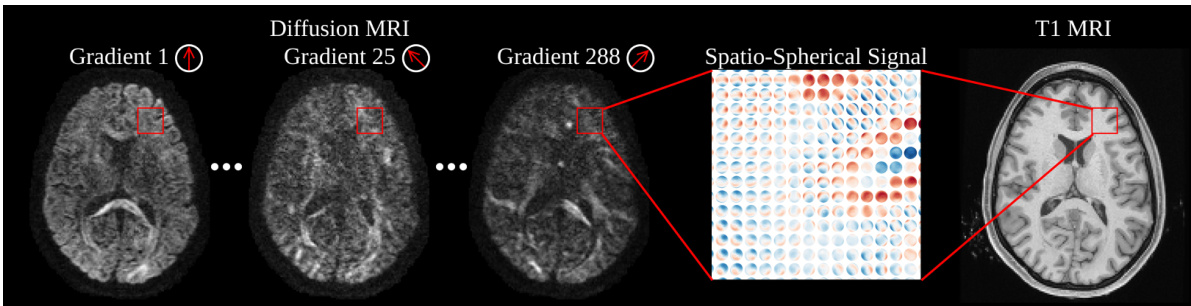 Diffusion MRI
T1 MRI
Gradient 1
Gradient 25
Gradient 288
Spatio-Spherical Signal